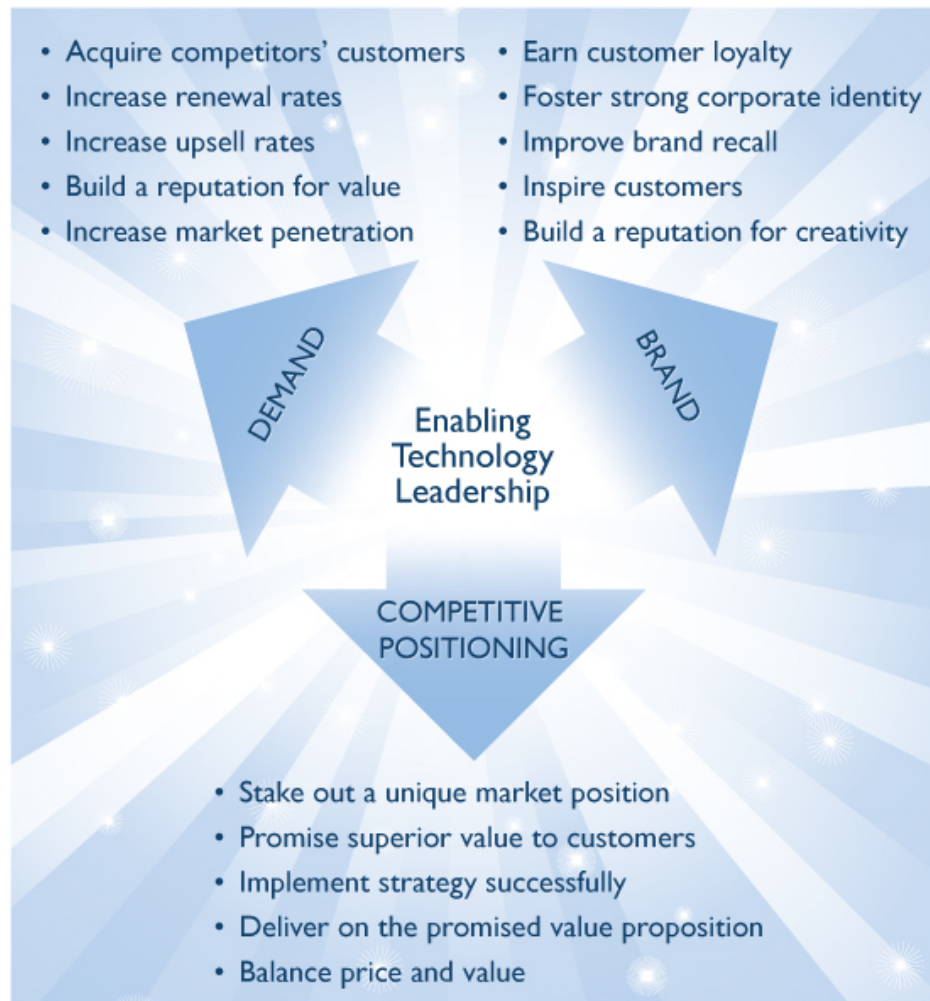 • Acquire competitors' customers
• Increase renewal rates
• Increase upsell rates
• Build a reputation for value
• Increase market penetration
• Earn customer loyalty
• Foster strong corporate identity
• Improve brand recall
• Inspire customers
• Build a reputation for creativity
DEMAND
BRAND
Enabling
Technology
Leadership
COMPETITIVE
POSITIONING
• Stake out a unique market position
• Promise superior value to customers
• Implement strategy successfully
• Deliver on the promised value proposition
• Balance price and value